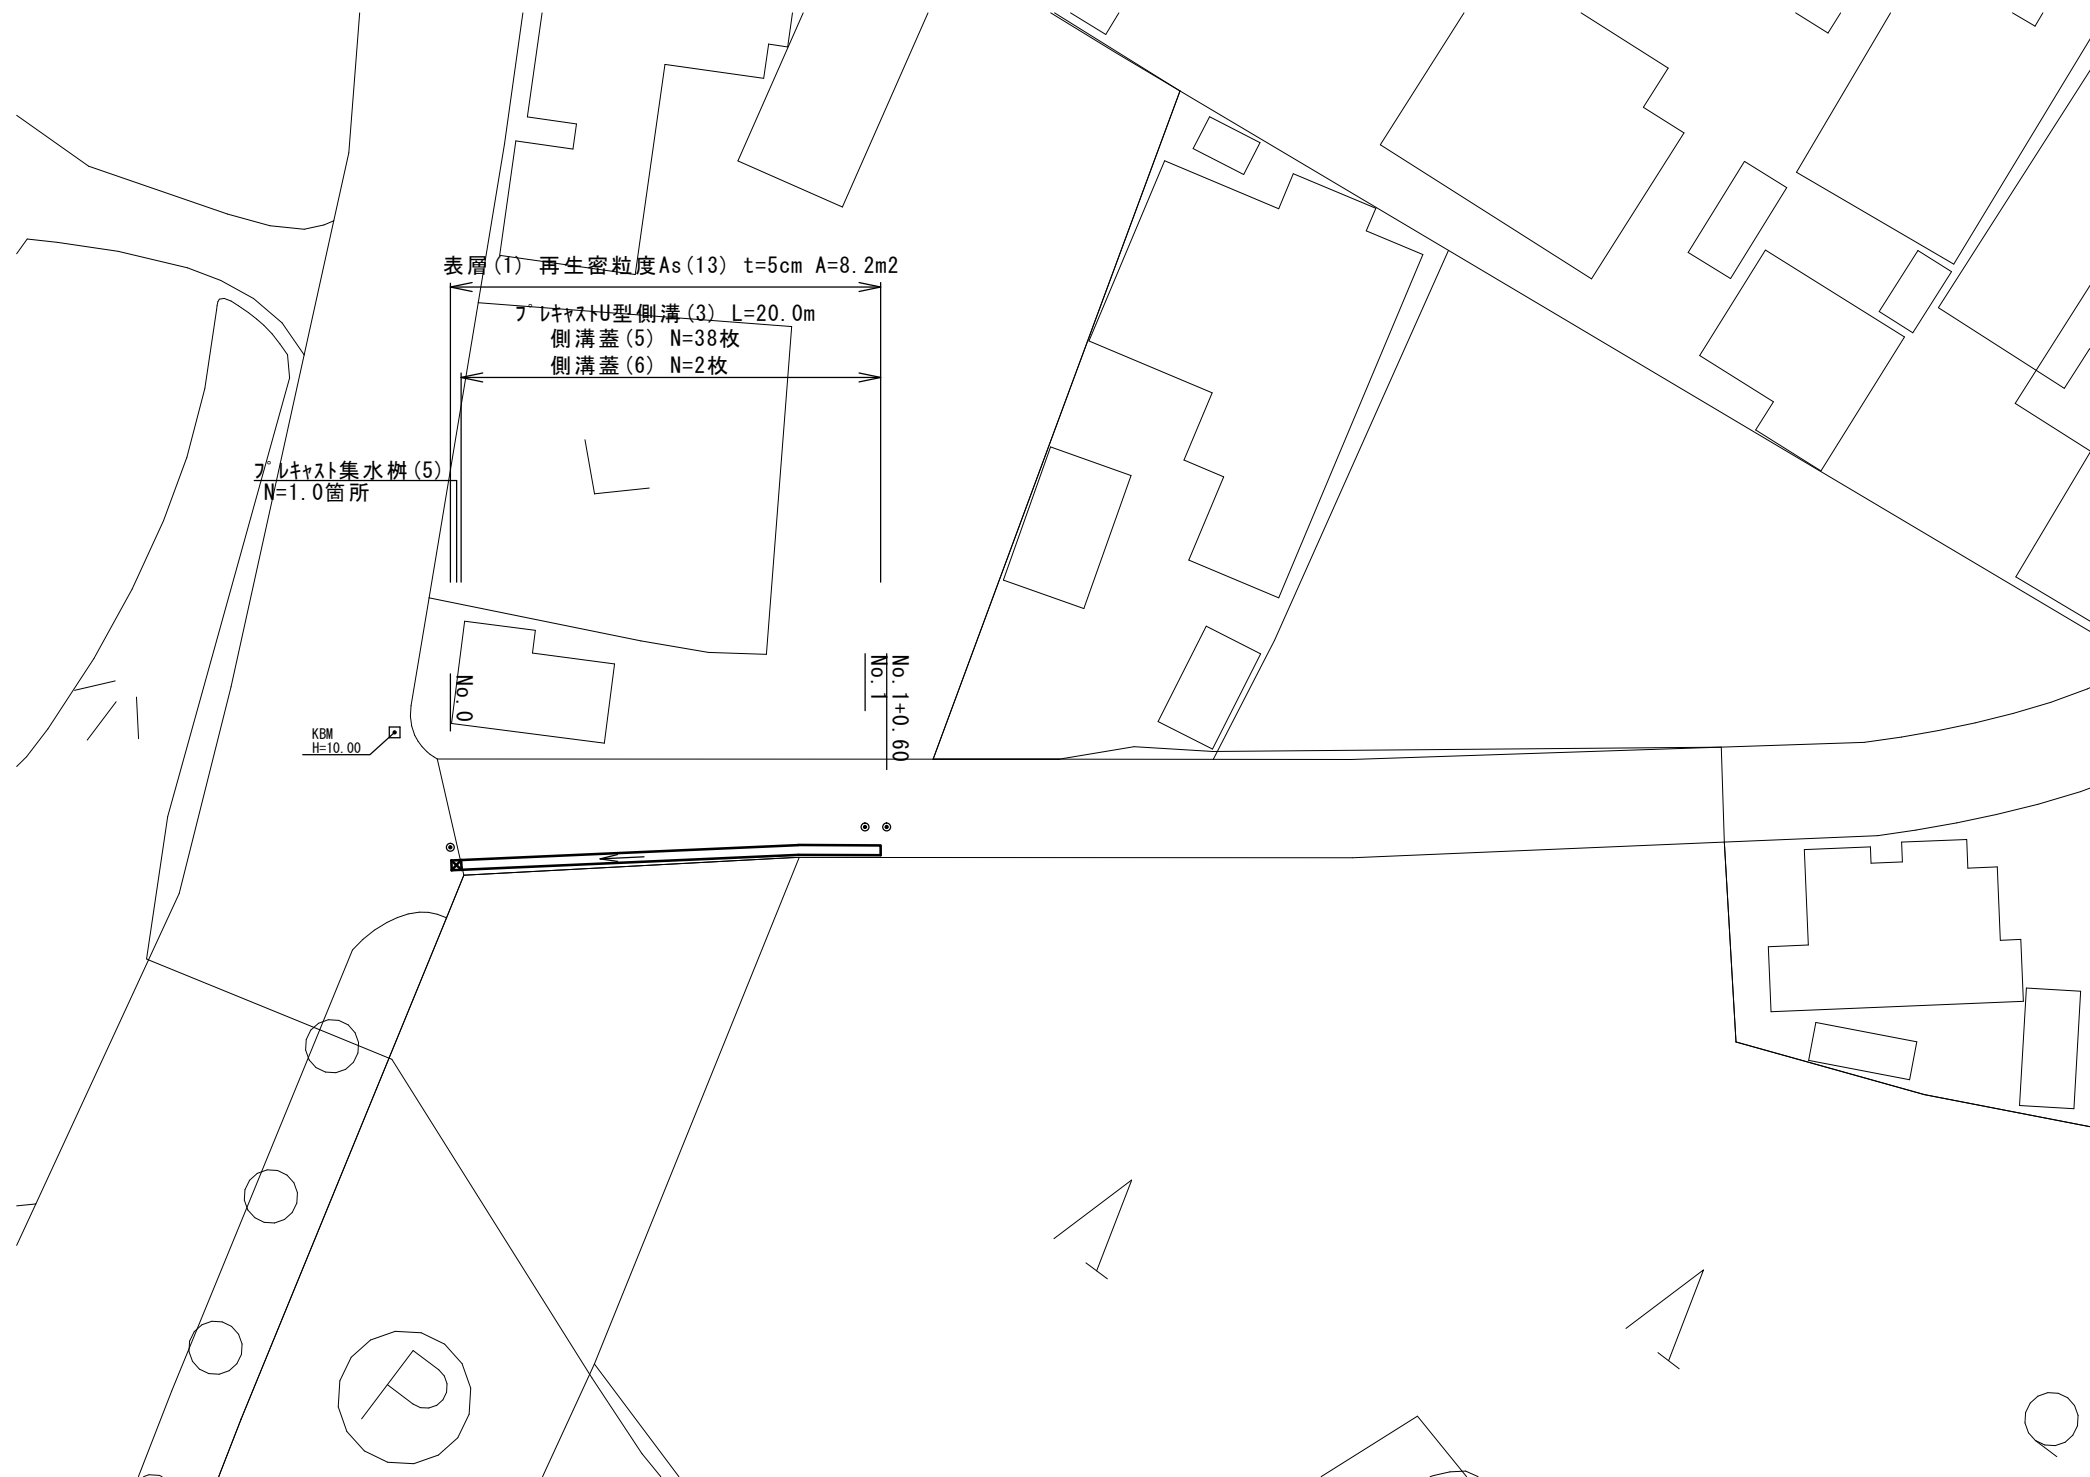 表層(1) 再生密粒度As(13) t=5cm A=8.2m2
プレキャストU型側溝(3) L=20.0m
側溝蓋(5) N=38枚
側溝蓋(6) N=2枚
プレキャスト集水桝(5)
N=1.0箇所
No.0
No.1
No.1+0.60
KBM
H=10.00
P